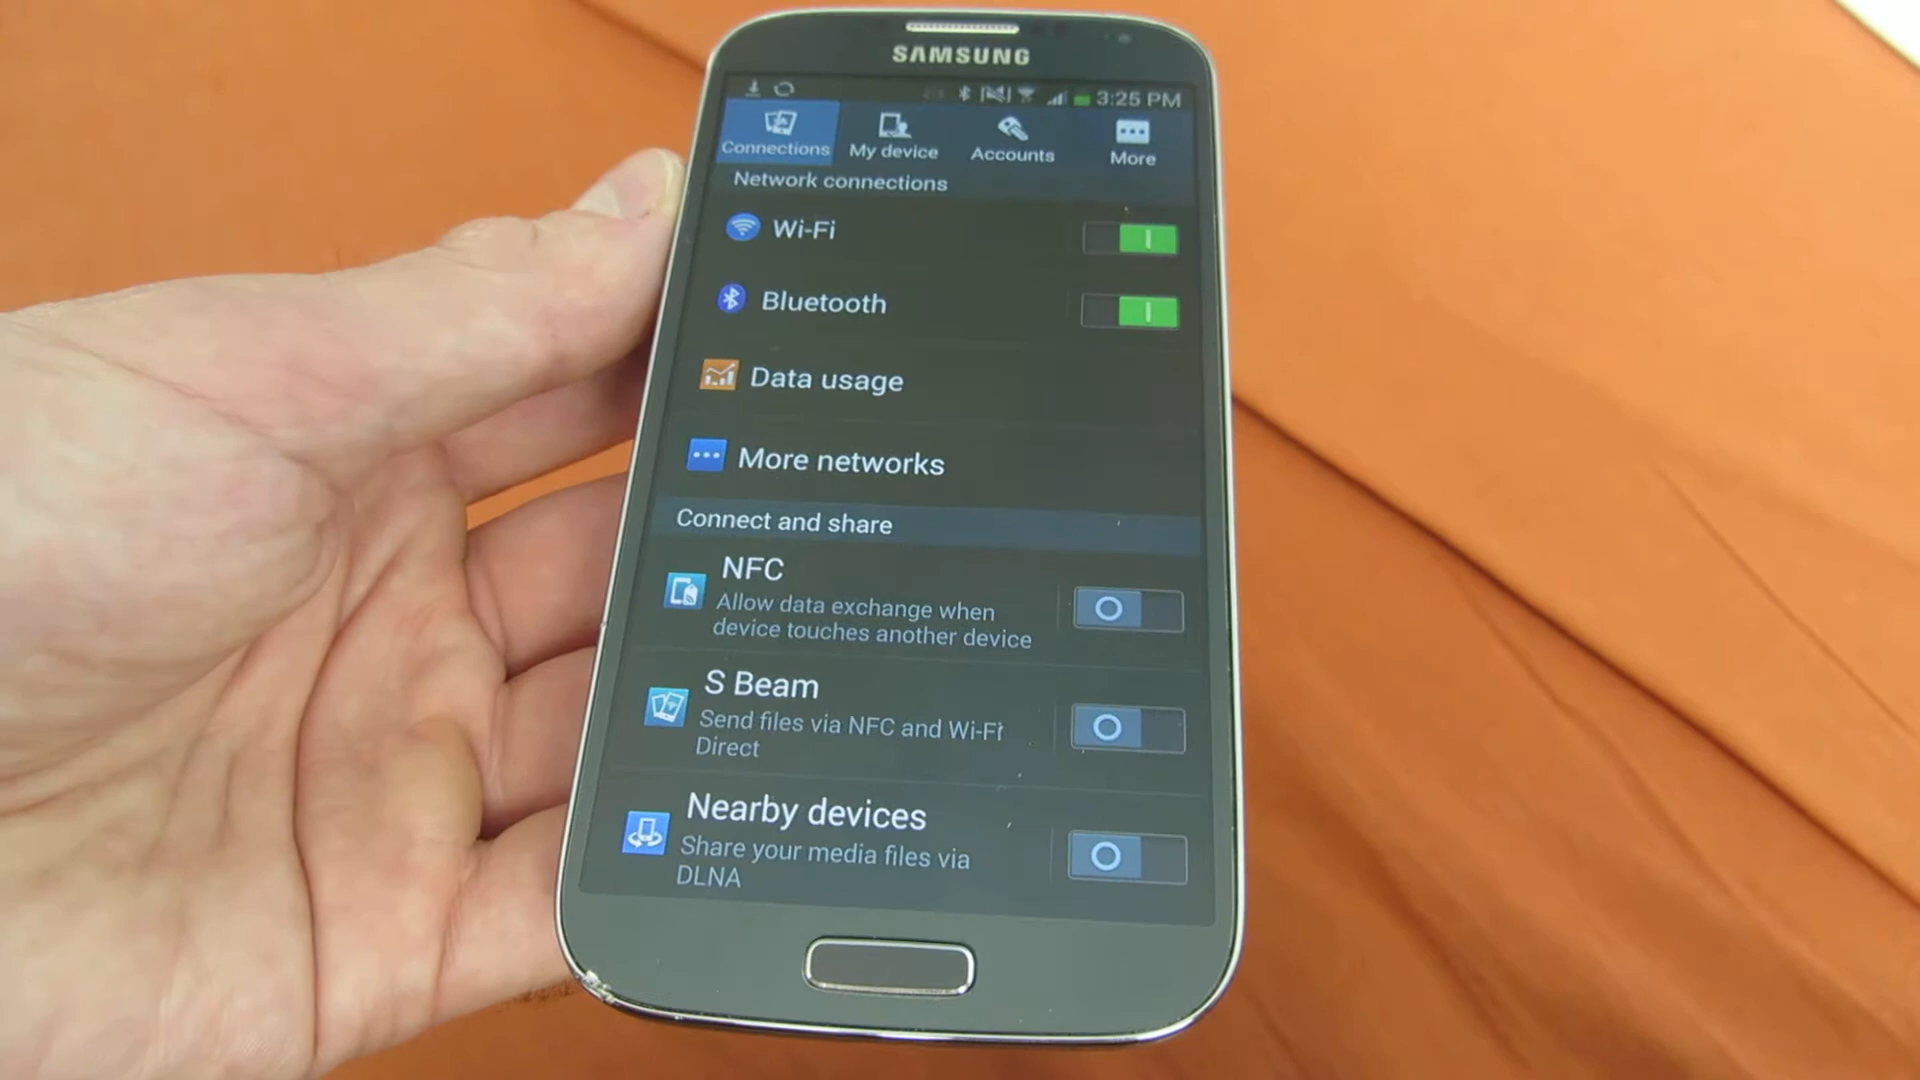 SAMSUNG
3:25 PM
Connections
My device
Accounts
More
Network connections
Wi-Fi
Bluetooth
Data usage
More networks
Connect and share
NFC
Allow data exchange when
device touches another device
S Beam
Send files via NFC and Wi-Fi
Direct
Nearby devices
Share your media files via
DLNA